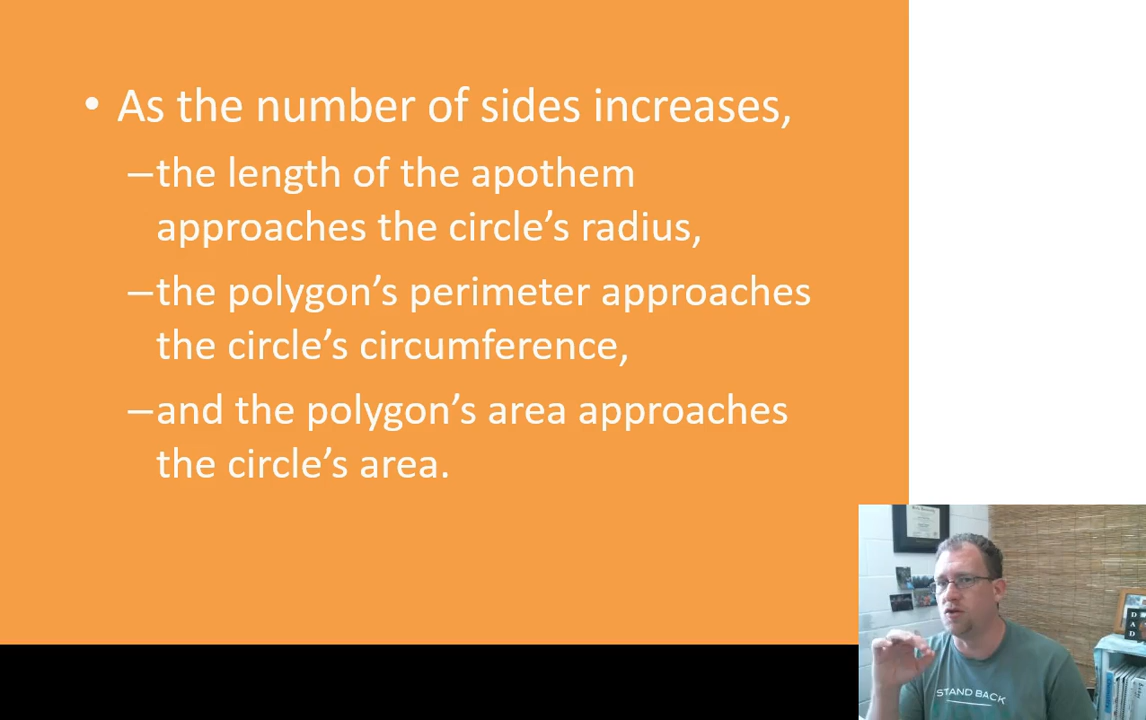 • As the number of sides increases,
–the length of the apothem
approaches the circle’s radius,
–the polygon’s perimeter approaches
the circle’s circumference,
–and the polygon’s area approaches
the circle’s area.
DAD
STAND BACK